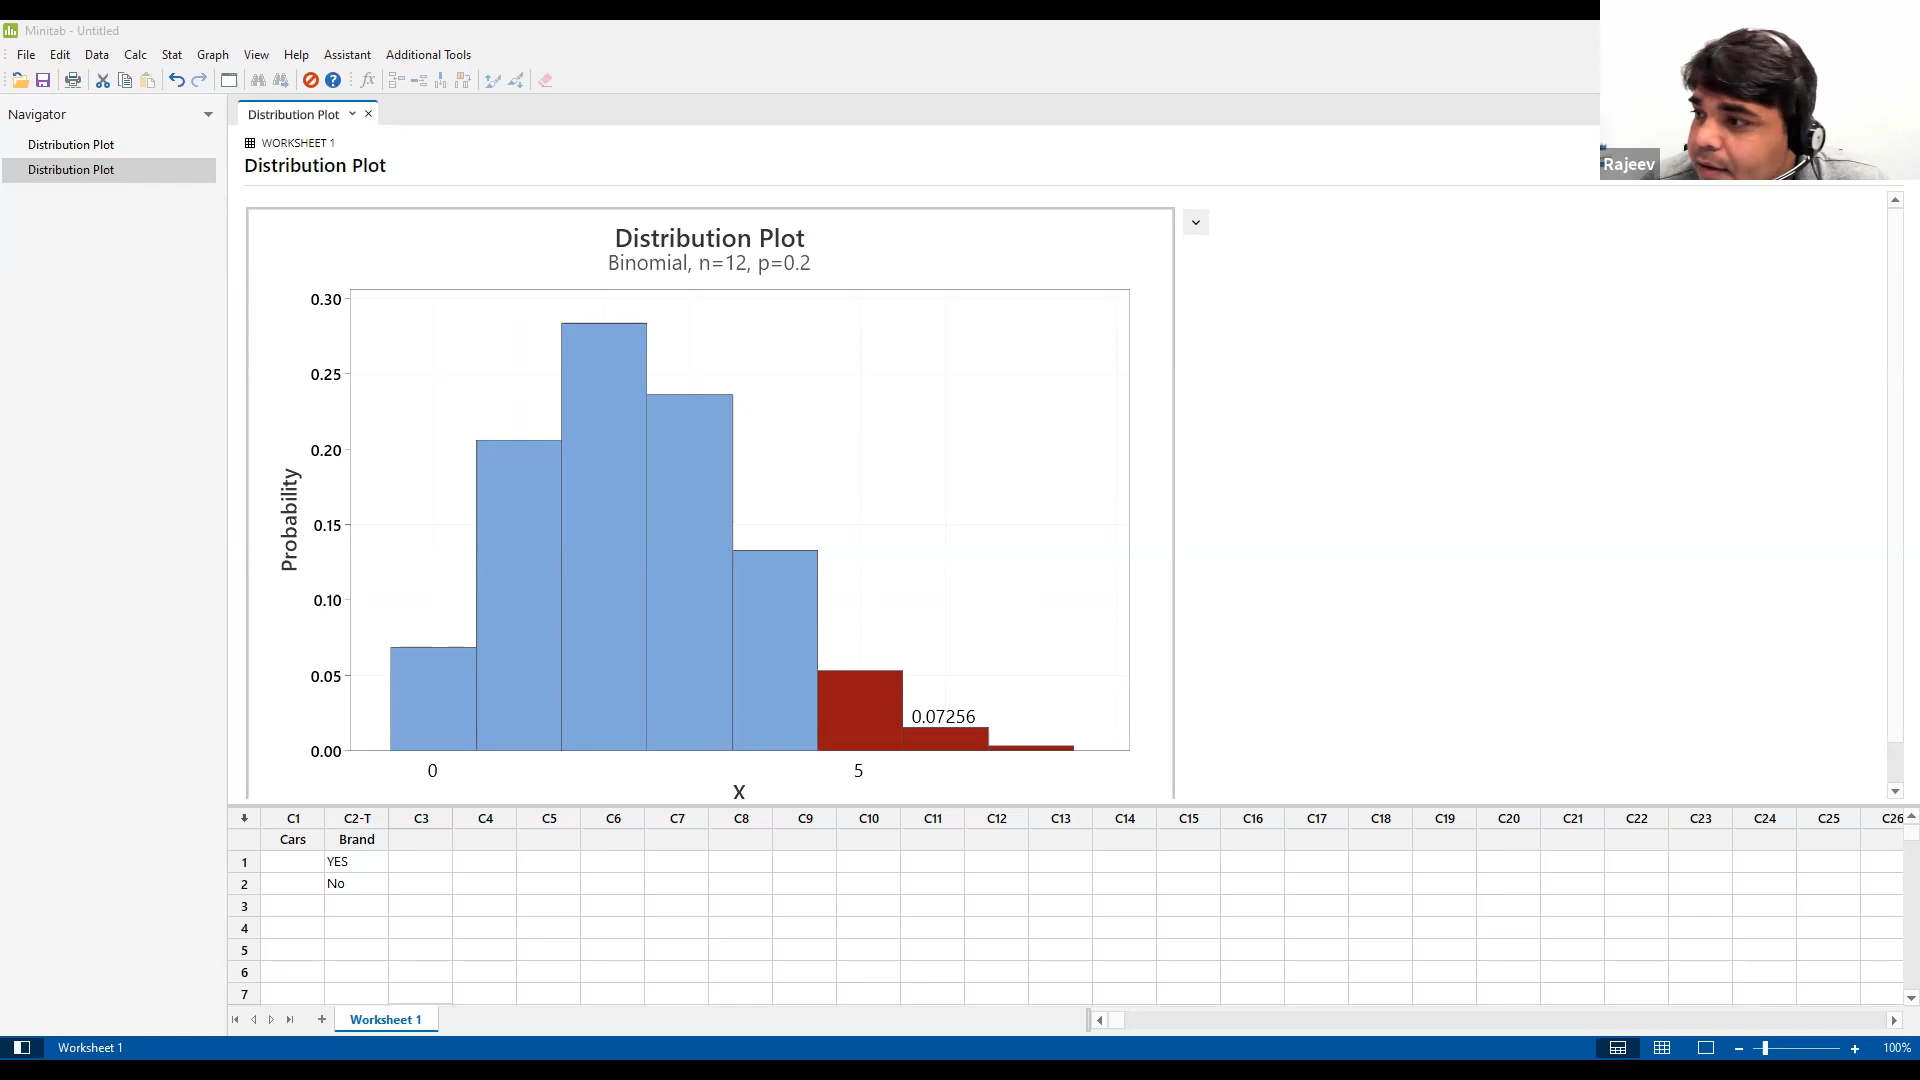 Minitab - Untitled
File Edit Data Calc Stat Graph View Help Assistant Additional Tools
Navigator
Distribution Plot
Distribution Plot
Distribution Plot
WORKSHEET 1
Distribution Plot
Rajeev
Distribution Plot
Binomial, n=12, p=0.2
0.30
0.25
0.20
0.15
0.10
0.05
0.00
Probability
0.07256
0 5
X
C1 C2-T C3 C4 C5 C6 C7 C8 C9 C10 C11 C12 C13 C14 C15 C16 C17 C18 C19 C20 C21 C22 C23 C24 C25 C26
Cars Brand
1 YES
2 No
3
4
5
6
7
Worksheet 1
Worksheet 1
100%